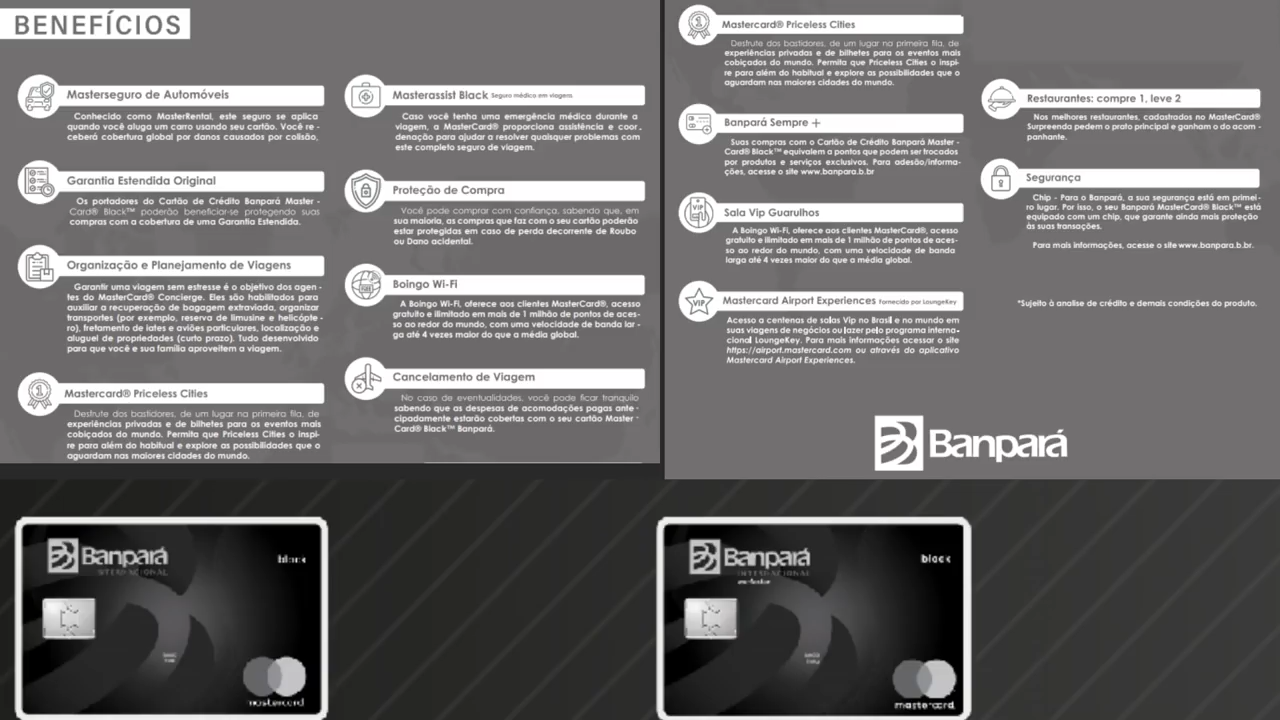 BENEFÍCIOS
Masterseguro de Automóveis
Conhecido como MasterRental, este seguro se aplica
quando você aluga um carro usando seu cartão. Você re-
ceberá cobertura global por danos causados por colisão,
Garantia Estendida Original
Os portadores do Cartão de Crédito Banpará Master -
Card® Black™ poderão beneficiar-se protegendo suas
compras com a cobertura de uma Garantia Estendida.
Organização e Planejamento de Viagens
Garantir uma viagem sem estresse é o objetivo dos agen -
tes do MasterCard® Concierge. Eles são habilitados para
auxiliar a recuperação de bagagem extraviada, organizar
transportes (por exemplo, reserva de limusine e helicópte -
ro), fretamento de iates e aviões particulares, localização e
aluguel de propriedades (curto prazo). Tudo desenvolvido
para que você e sua família aproveitem a viagem.
Mastercard® Priceless Cities
Desfrute dos bastidores, de um lugar na primeira fila, de
experiências privadas e de bilhetes para os eventos mais
cobiçados do mundo. Permita que Priceless Cities o inspi-
re para além do habitual e explore as possibilidades que o
aguardam nas maiores cidades do mundo.
Masterassist Black Seguro médico em viagens
Caso você tenha uma emergência médica durante a
viagem, a MasterCard® proporciona assistência e coor.
denação para ajudar a resolver quaisquer problemas com
este completo seguro de viagem.
Proteção de Compra
Você pode comprar com confiança, sabendo que, em
sua maioria, as compras que faz com o seu cartão poderão
estar protegidas em caso de perda decorrente de Roubo
ou Dano acidental.
Boingo Wi-Fi
A Boingo Wi-Fi, oferece aos clientes MasterCard®, acesso
gratuito e ilimitado em mais de 1 milhão de pontos de aces-
so ao redor do mundo, com uma velocidade de banda lar -
ga até 4 vezes maior do que a média global.
Cancelamento de Viagem
No caso de eventualidades, você pode ficar tranquilo
sabendo que as despesas de acomodações pagas ante -
cipadamente estarão cobertas com o seu cartão Master -
Card® Black™ Banpará.
Mastercard® Priceless Cities
Desfrute dos bastidores, de um lugar na primeira fila, de
experiências privadas e de bilhetes para os eventos mais
cobiçados do mundo. Permita que Priceless Cities o inspi-
re para além do habitual e explore as possibilidades que o
aguardam nas maiores cidades do mundo.
Banpará Sempre +
Suas compras com o Cartão de Crédito Banpará Master -
Card® Black™ equivalem a pontos que podem ser trocados
por produtos e serviços exclusivos. Para adesão/informa-
ções, acesse o site www.banpara.b.br
Sala Vip Guarulhos
VIP
A Boingo Wi-Fi, oferece aos clientes MasterCard®, acesso
gratuito e ilimitado em mais de 1 milhão de pontos de aces-
so ao redor do mundo, com uma velocidade de banda
larga até 4 vezes maior do que a média global.
Mastercard Airport Experiences Fornecido por LoungeKey
VIP
Acesso a centenas de salas Vip no Brasil e no mundo em
suas viagens de negócios ou lazer pelo programa interna-
cional LoungeKey. Para mais informações acessar o site
https://airport.mastercard.com ou através do aplicativo
Mastercard Airport Experiences.
Restaurantes: compre 1, leve 2
Nos melhores restaurantes, cadastrados no MasterCard®
Surpreenda pedem o prato principal e ganham o do acom -
panhante.
Segurança
Chip - Para o Banpará, a sua segurança está em primei-
ro lugar. Por isso, o seu Banpará MasterCard® Black™ está
equipado com um chip, que garante ainda mais proteção
às suas transações.
Para mais informações, acesse o site www.banpara.b.br.
*Sujeito à analise de crédito e demais condições do produto.
Banpará
Banpará
INTERNACIONAL
black
mastercard
Banpará
INTERNACIONAL
black
mastercard